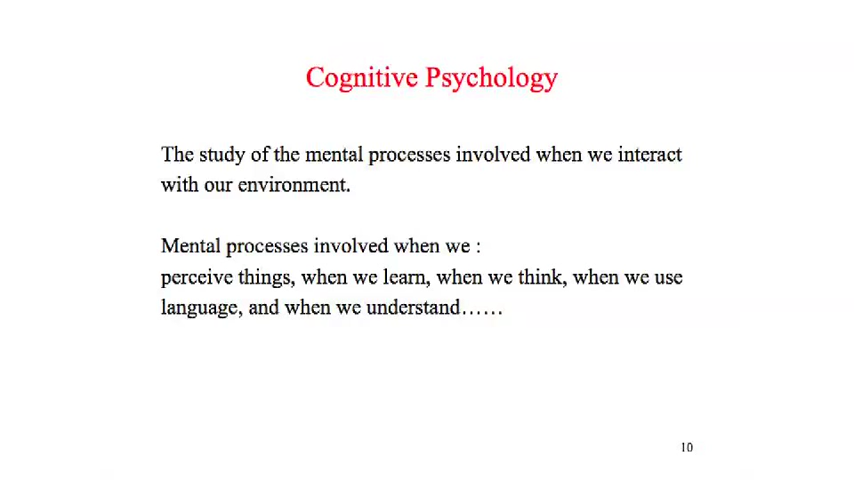 Cognitive Psychology
The study of the mental processes involved when we interact
with our environment.
Mental processes involved when we :
perceive things, when we learn, when we think, when we use
language, and when we understand……
10